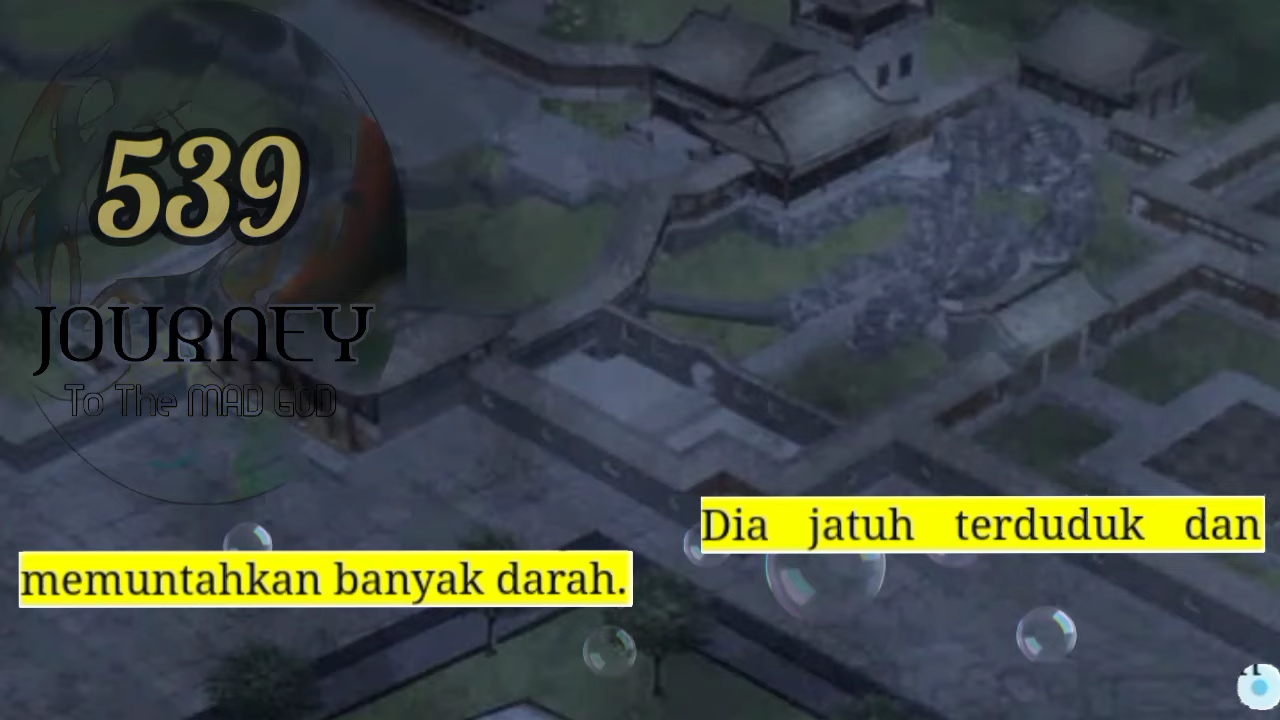 539
JOURNEY
To The MAD GOD
Dia jatuh terduduk dan
memuntahkan banyak darah.